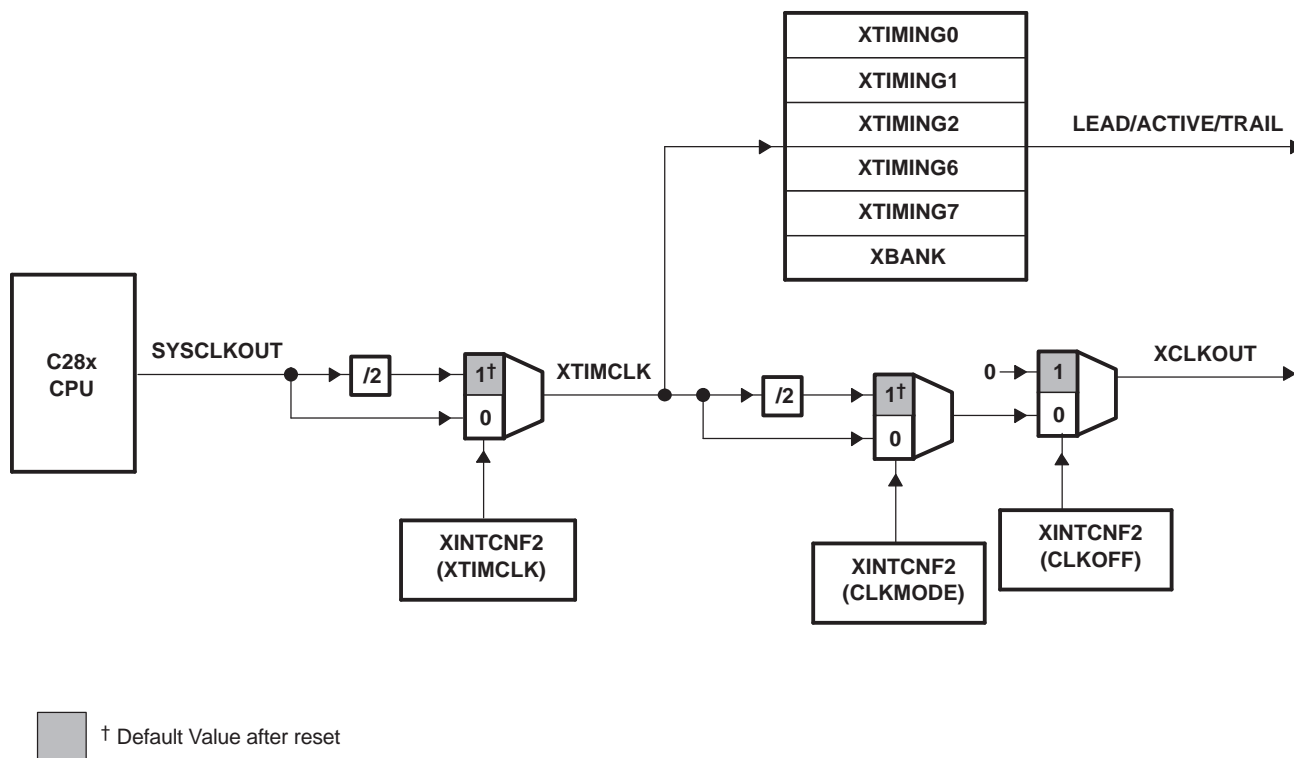 XTIMING0
XTIMING1
XTIMING2
LEAD/ACTIVE/TRAIL
XTIMING6
XTIMING7
XBANK
C28x
CPU
SYSCLKOUT
/2
1†
0
XTIMCLK
/2
1†
0
0
1
0
XCLKOUT
XINTCNF2
(XTIMCLK)
XINTCNF2
(CLKMODE)
XINTCNF2
(CLKOFF)
† Default Value after reset